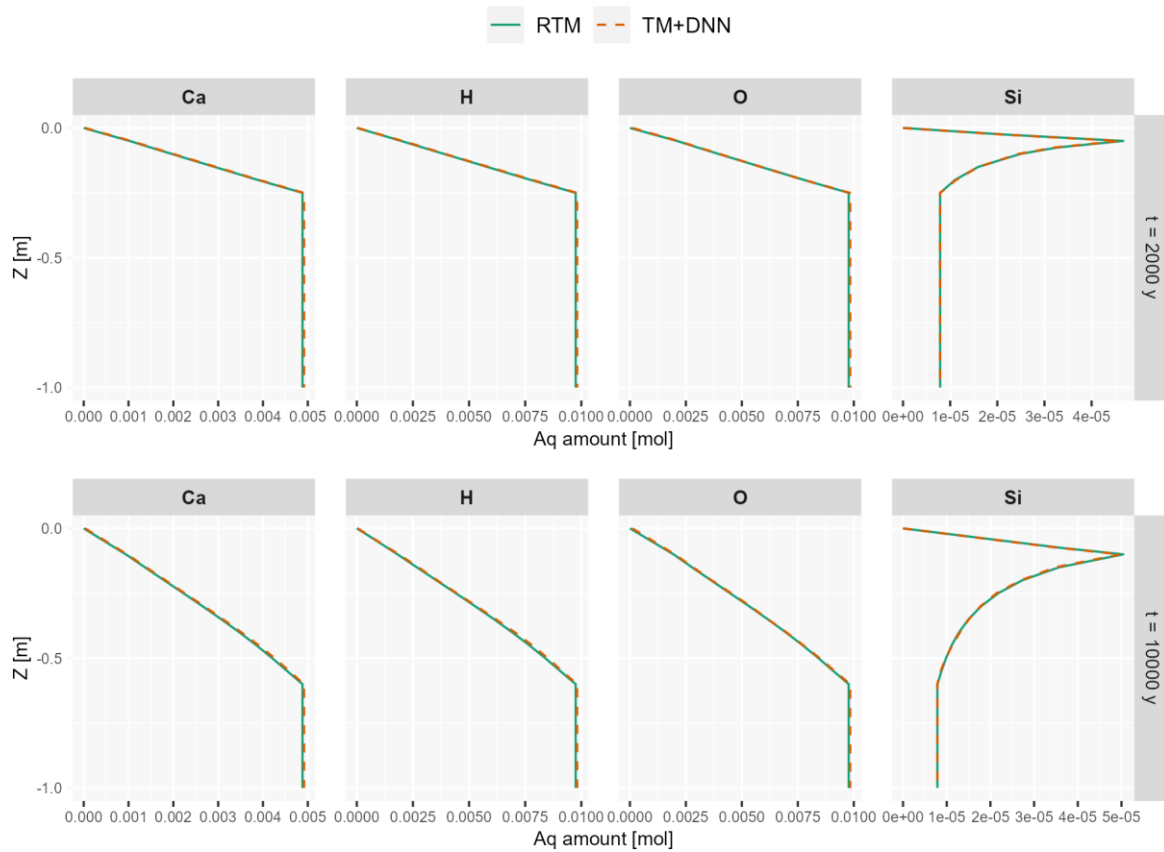 RTM TM+DNN
Ca H O Si
0.0
-0.5
-1.0
Z [m]
t = 2000 y
0.000 0.001 0.002 0.003 0.004 0.005 0.0000 0.0025 0.0050 0.0075 0.0100 0.0000 0.0025 0.0050 0.0075 0.0100 0e+00 1e-05 2e-05 3e-05 4e-05
Aq amount [mol]
Ca H O Si
0.0
-0.5
-1.0
Z [m]
t = 10000 y
0.000 0.001 0.002 0.003 0.004 0.005 0.0000 0.0025 0.0050 0.0075 0.0100 0.0000 0.0025 0.0050 0.0075 0.0100 0e+00 1e-05 2e-05 3e-05 4e-05 5e-05
Aq amount [mol]